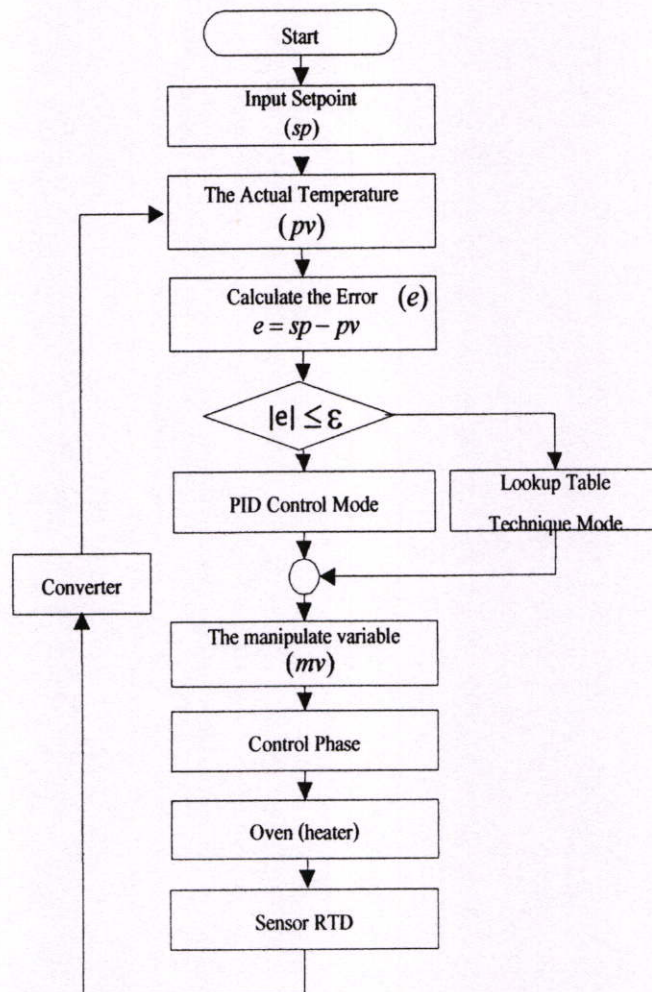 Start
Input Setpoint
(sp)
The Actual Temperature
(pv)
Calculate the Error (e)
e = sp − pv
|e| ≤ ε
PID Control Mode
Lookup Table
Technique Mode
Converter
The manipulate variable
(mv)
Control Phase
Oven (heater)
Sensor RTD